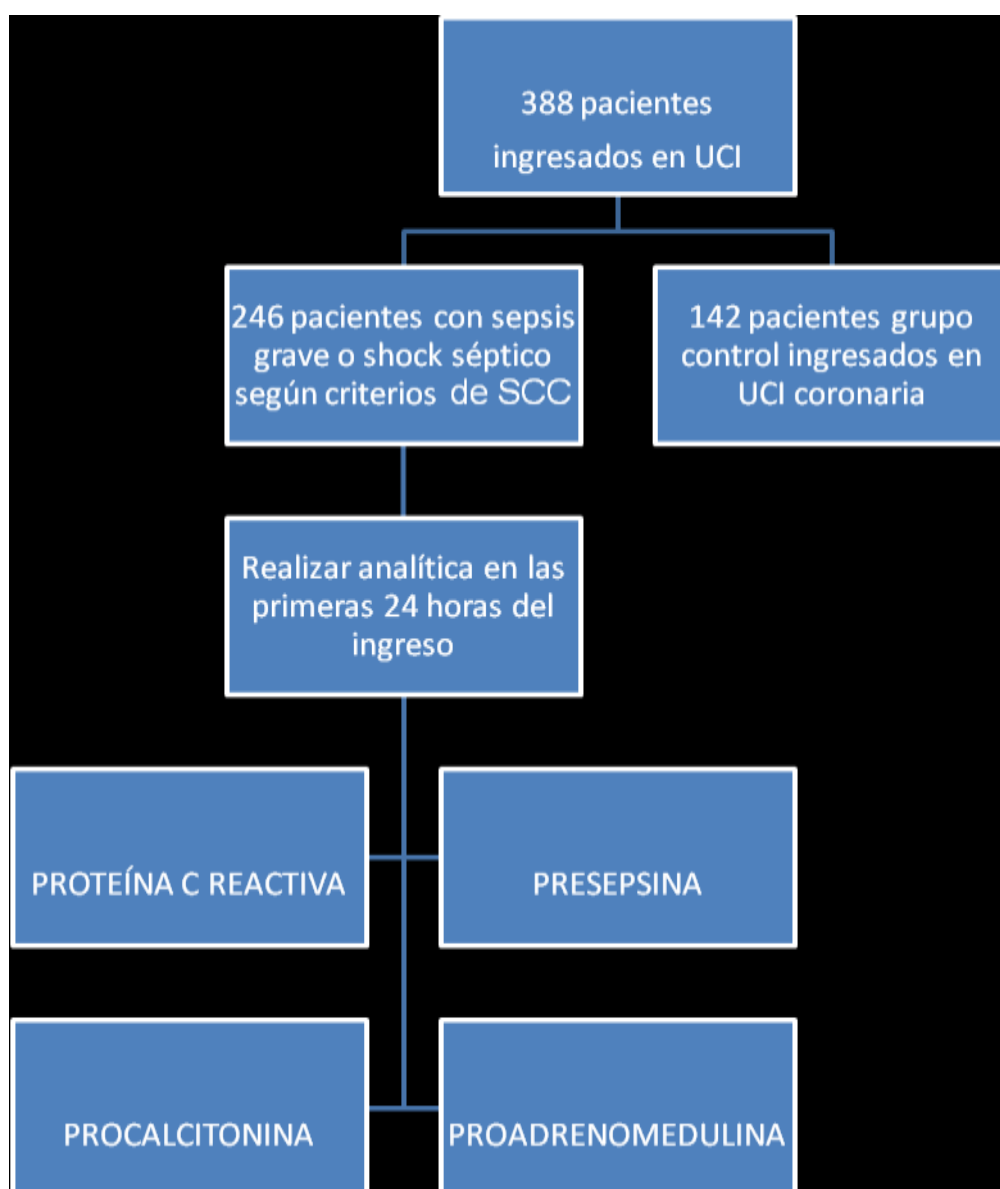 388 pacientes
ingresados en UCI
246 pacientes con sepsis
grave o shock séptico
según criterios de SCC
142 pacientes grupo
control ingresados en
UCI coronaria
Realizar analítica en las
primeras 24 horas del
ingreso
PROTEÍNA C REACTIVA
PRESEPSINA
PROCALCITONINA
PROADRENOMEDULINA